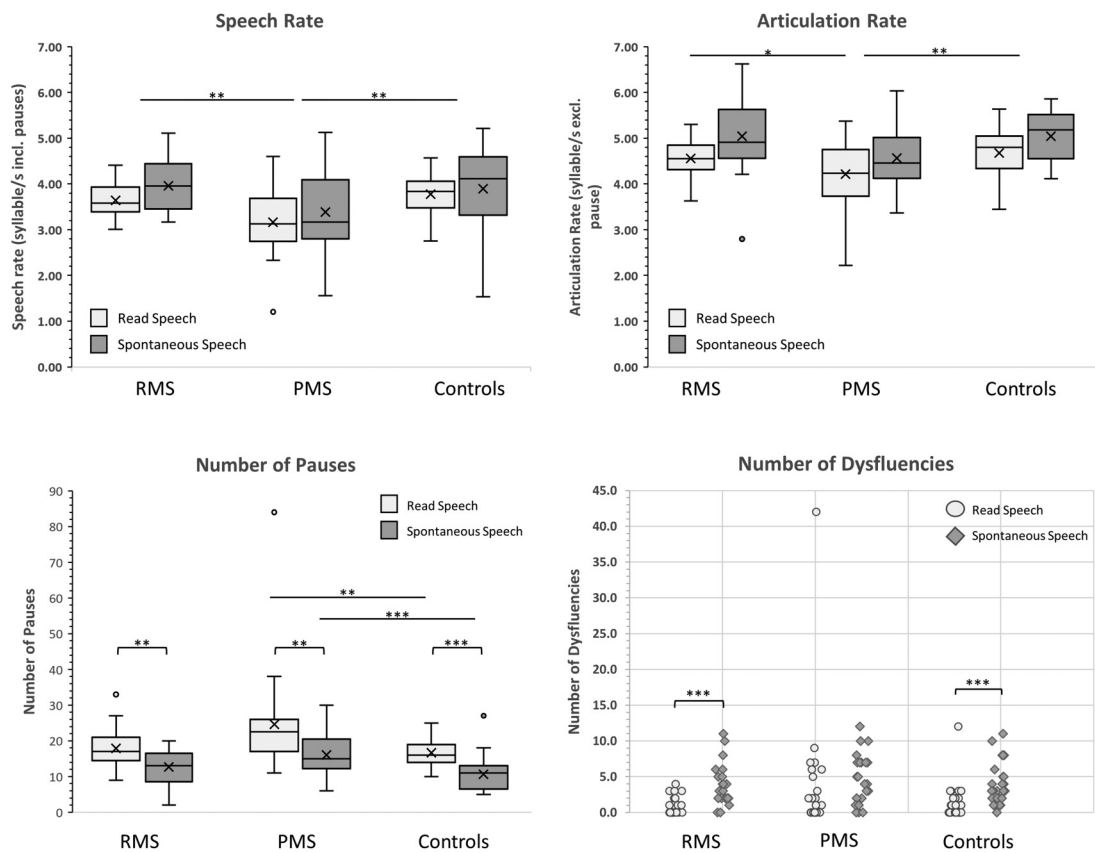 Speech Rate
Speech rate (syllable/s incl. pauses)
7.00
6.00
5.00
4.00
3.00
2.00
1.00
0.00
**
**
Read Speech
Spontaneous Speech
RMS
PMS
Controls
Articulation Rate
Articulation Rate (syllable/s excl.
pause)
7.00
6.00
5.00
4.00
3.00
2.00
1.00
0.00
*
**
Read Speech
Spontaneous Speech
RMS
PMS
Controls
Number of Pauses
Number of Pauses
90
80
70
60
50
40
30
20
10
0
Read Speech
Spontaneous Speech
**
***
**
**
***
RMS
PMS
Controls
Number of Dysfluencies
Number of Dysfluencies
45.0
40.0
35.0
30.0
25.0
20.0
15.0
10.0
5.0
0.0
Read Speech
Spontaneous Speech
***
***
RMS
PMS
Controls